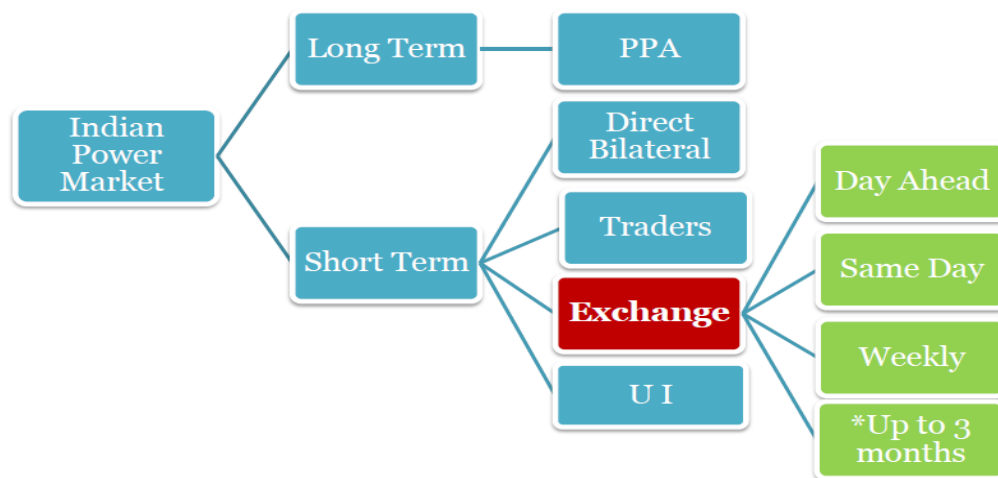 Indian
Power
Market
Long Term
PPA
Short Term
Direct
Bilateral
Traders
Exchange
U I
Day Ahead
Same Day
Weekly
*Up to 3
months